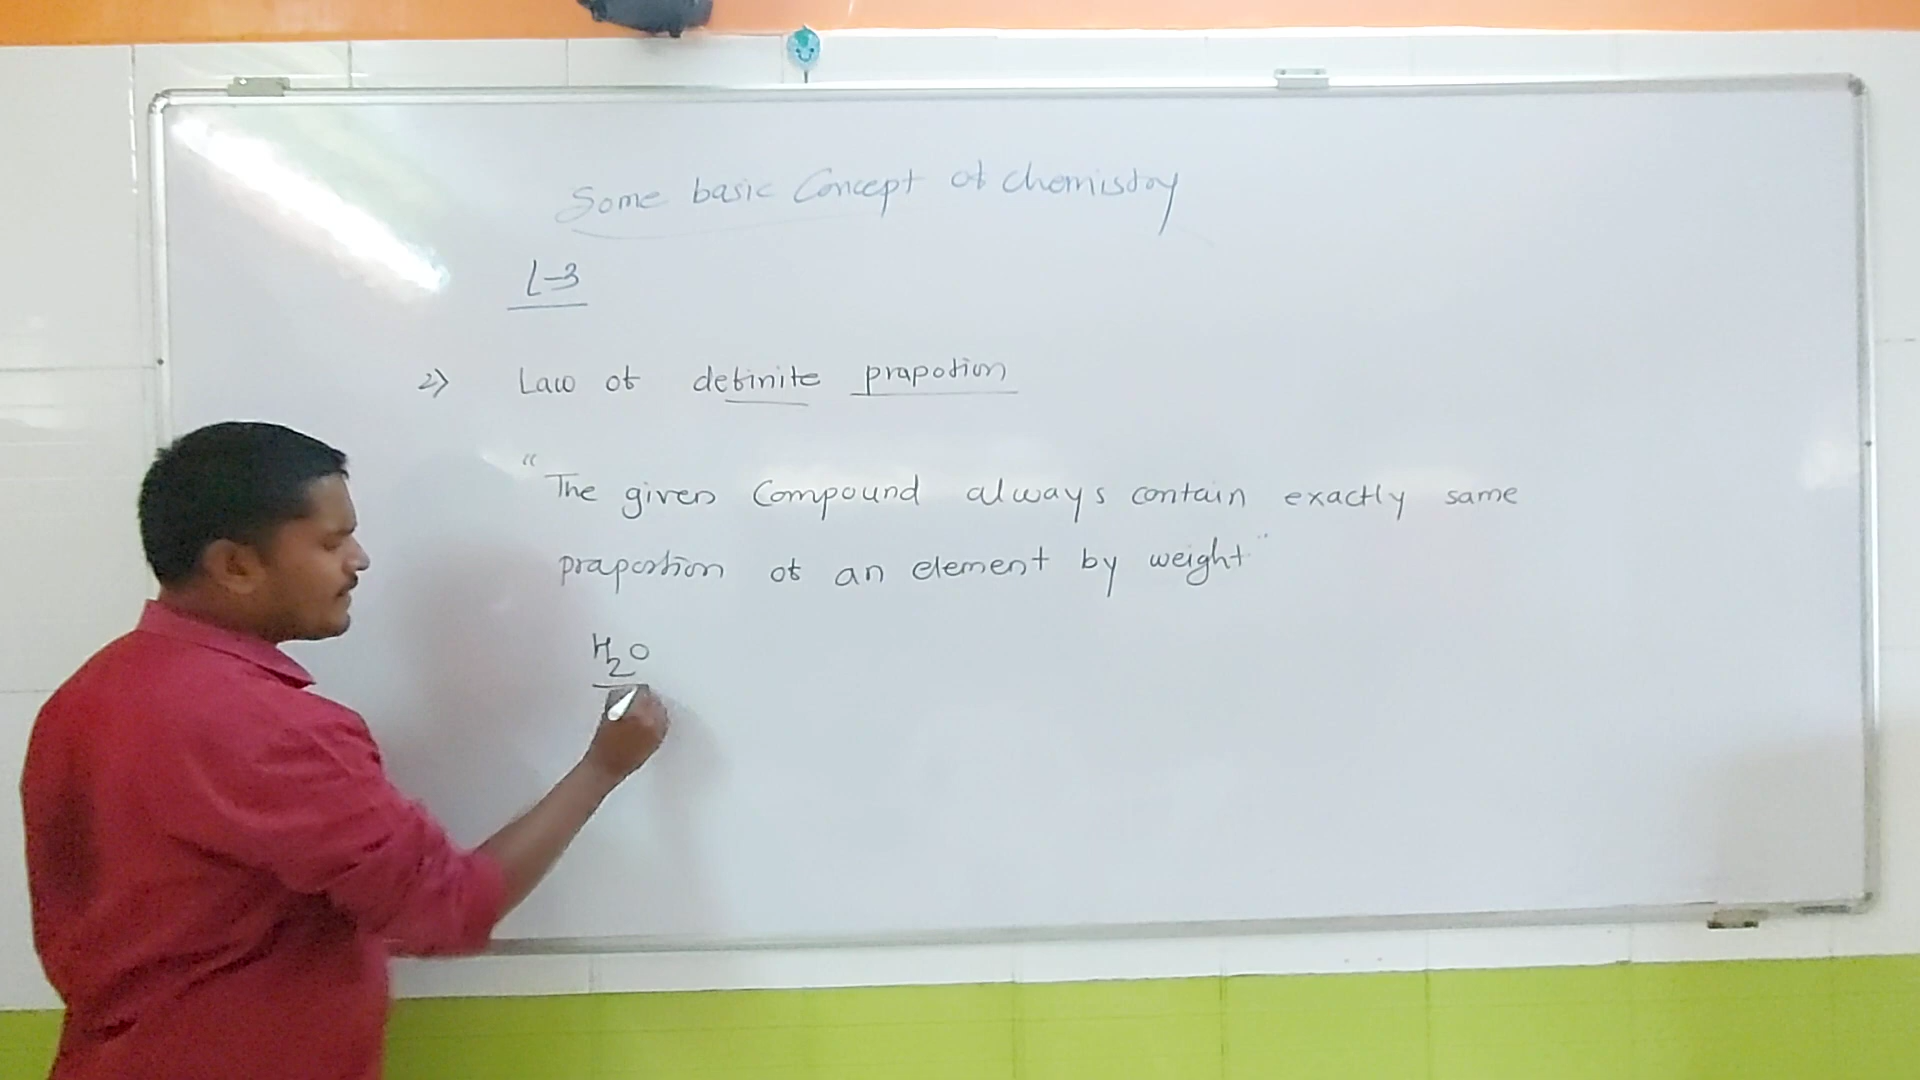 Some basic Concept of chemistry
L-3
2) Law of definite prapotion
"The given Compound always contain exactly same
praportion of an element by weight"
H2O